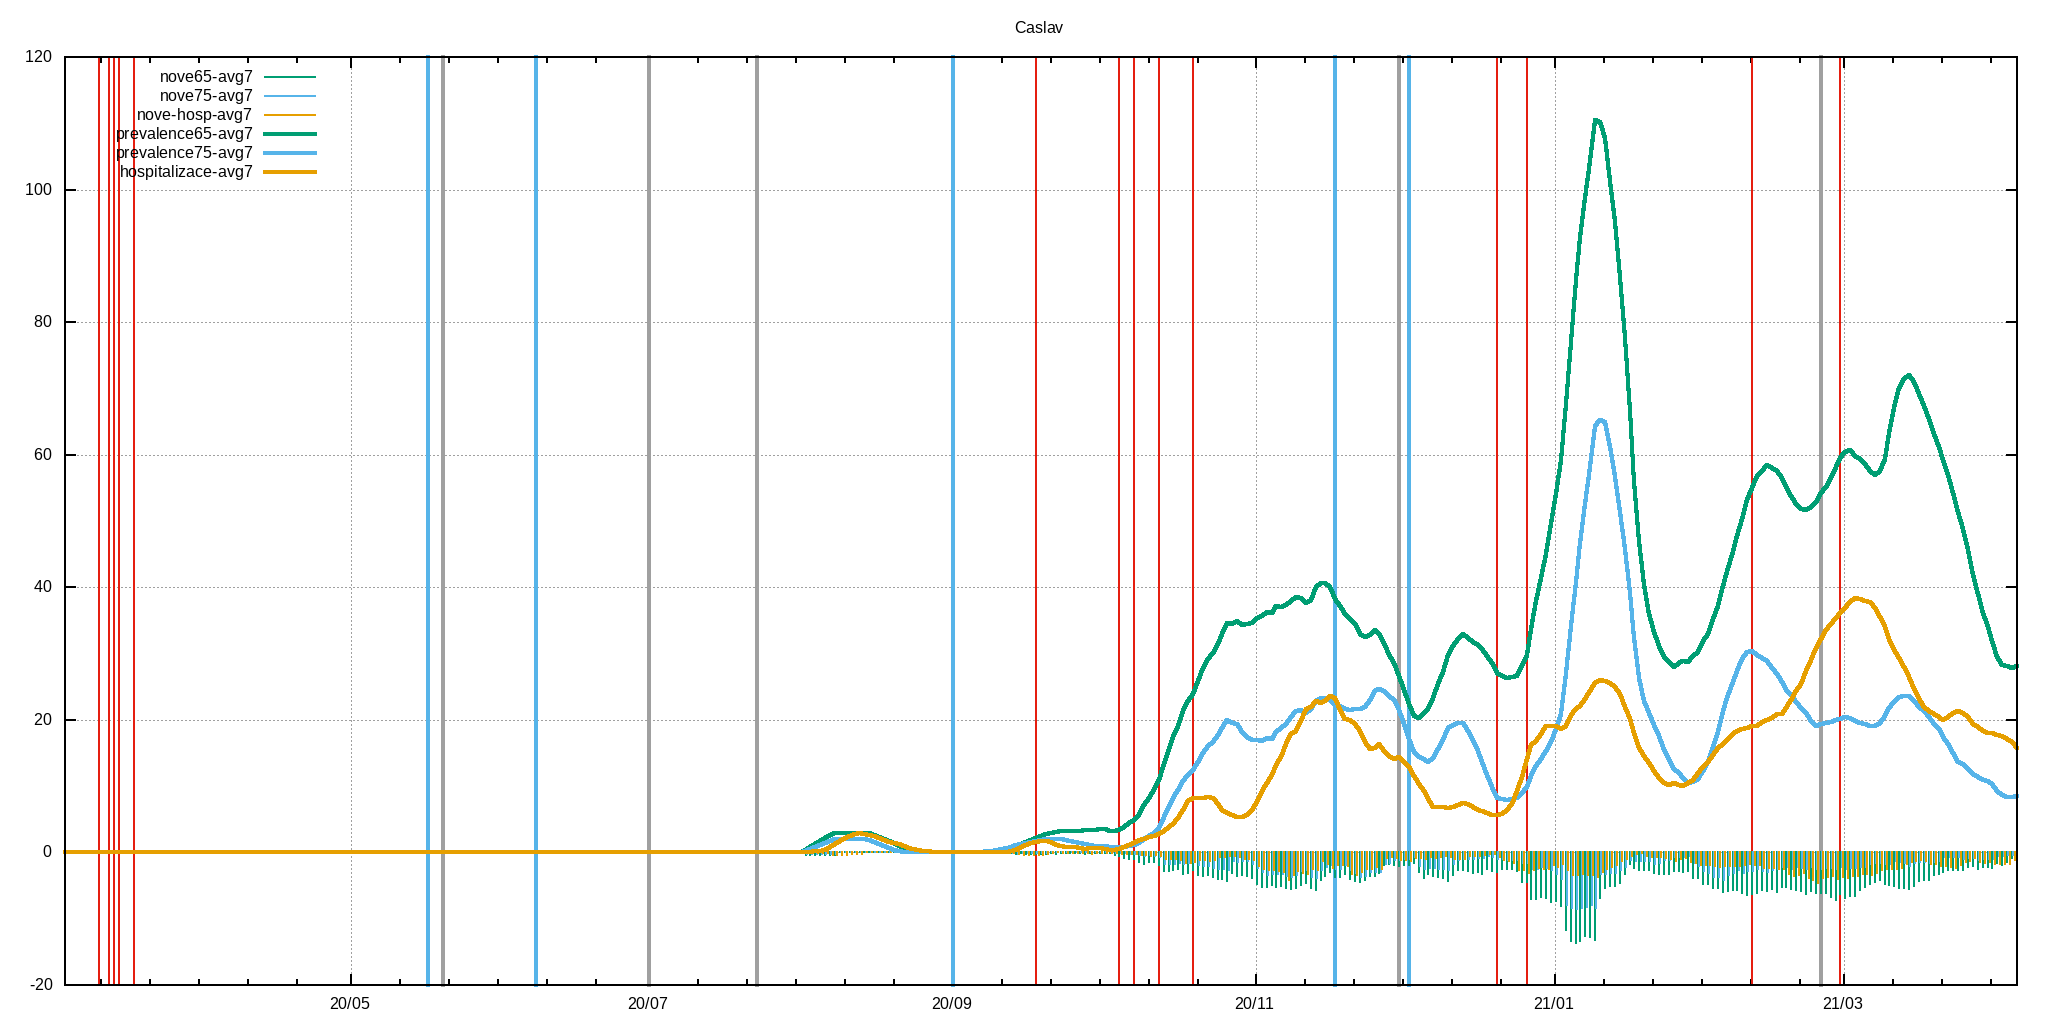 Caslav
120
nove65-avg7
nove75-avg7
nove-hosp-avg7
prevalence65-avg7
prevalence75-avg7
hospitalizace-avg7
100
80
60
40
20
0
-20
20/05 20/07 20/09 20/11 21/01 21/03